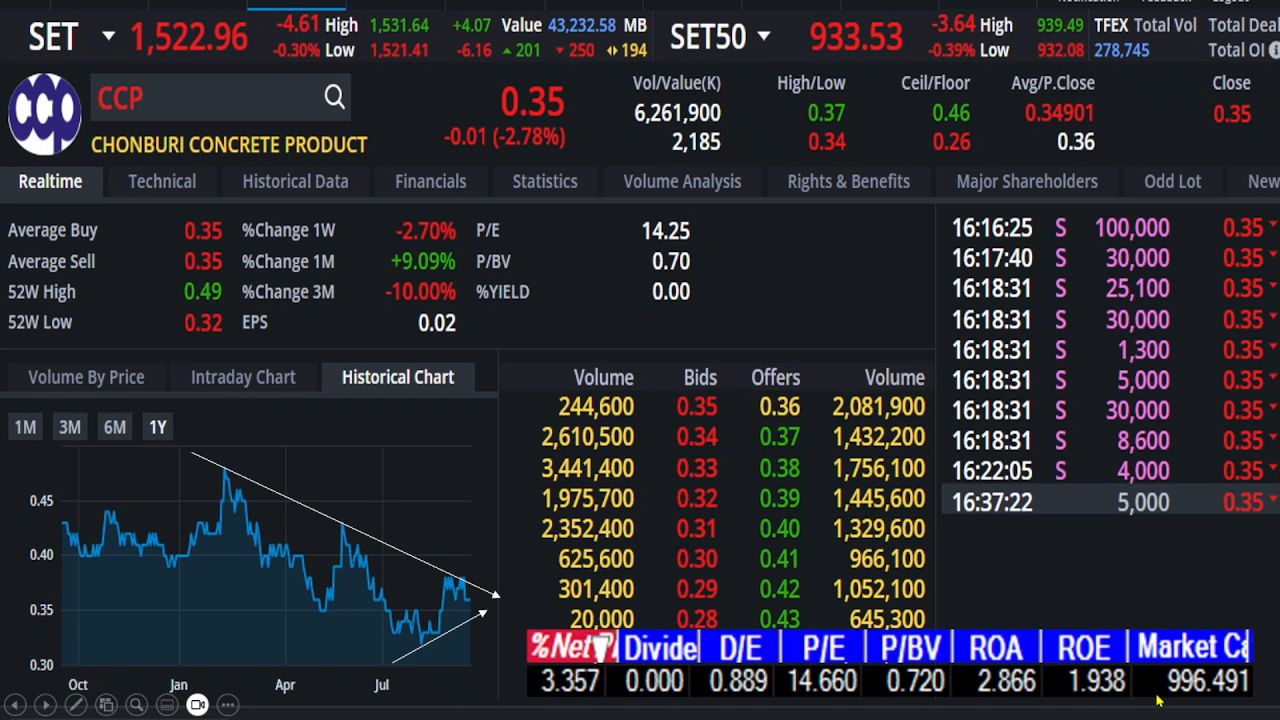 SET 1,522.96 -4.61 High 1,531.64 +4.07 Value 43,232.58 MB SET50 933.53 -3.64 High 939.49 TFEX Total Vol Total Deal
-0.30% Low 1,521.41 -6.16 201 250 194 -0.39% Low 932.08 278,745 Total OI
CCP 0.35 Vol/Value(K) High/Low Ceil/Floor Avg/P.Close Close
6,261,900 0.37 0.46 0.34901 0.35
CHONBURI CONCRETE PRODUCT -0.01 (-2.78%) 2,185 0.34 0.26 0.36
Realtime Technical Historical Data Financials Statistics Volume Analysis Rights & Benefits Major Shareholders Odd Lot New
Average Buy 0.35 %Change 1W -2.70% P/E 14.25
Average Sell 0.35 %Change 1M +9.09% P/BV 0.70
52W High 0.49 %Change 3M -10.00% %YIELD 0.00
52W Low 0.32 EPS 0.02
Volume By Price Intraday Chart Historical Chart
1M 3M 6M 1Y
0.45
0.40
0.35
0.30
Oct Jan Apr Jul
Volume Bids Offers Volume
244,600 0.35 0.36 2,081,900
2,610,500 0.34 0.37 1,432,200
3,441,400 0.33 0.38 1,756,100
1,975,700 0.32 0.39 1,445,600
2,352,400 0.31 0.40 1,329,600
625,600 0.30 0.41 966,100
301,400 0.29 0.42 1,052,100
20,000 0.28 0.43 645,300
16:16:25 S 100,000 0.35
16:17:40 S 30,000 0.35
16:18:31 S 25,100 0.35
16:18:31 S 30,000 0.35
16:18:31 S 1,300 0.35
16:18:31 S 5,000 0.35
16:18:31 S 30,000 0.35
16:18:31 S 8,600 0.35
16:22:05 S 4,000 0.35
16:37:22 5,000 0.35
%Net Divide D/E P/E P/BV ROA ROE Market Ca
3.357 0.000 0.889 14.660 0.720 2.866 1.938 996.491